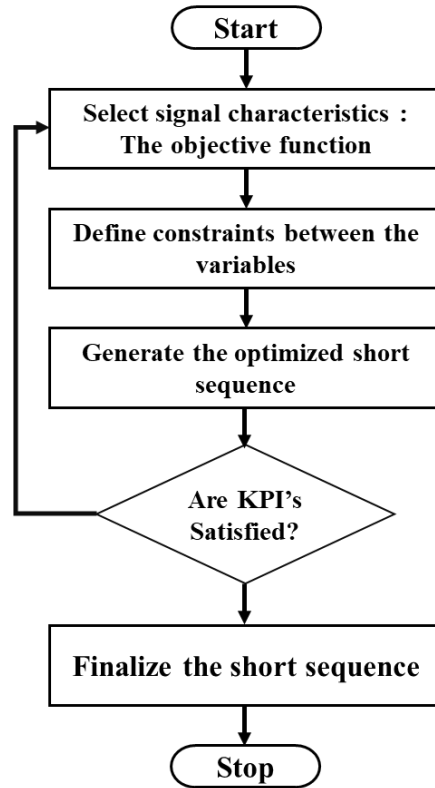 Start
Select signal characteristics :
The objective function
Define constraints between the
variables
Generate the optimized short
sequence
Are KPI's
Satisfied?
Finalize the short sequence
Stop